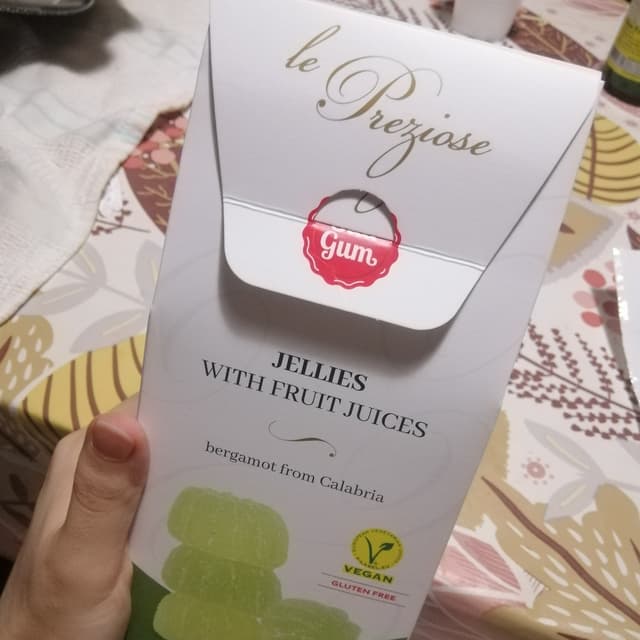 le Preziose
Gum
JELLIES
WITH FRUIT JUICES
bergamot from Calabria
VEGAN
GLUTEN FREE